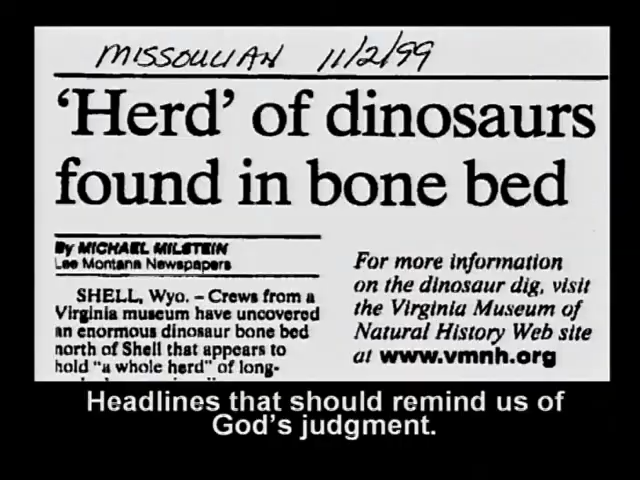 MISSOULIAN 11/2/99
‘Herd’ of dinosaurs
found in bone bed
By MICHAEL MILSTEIN
Lee Montana Newspapers
SHELL, Wyo. – Crews from a
Virginia museum have uncovered
an enormous dinosaur bone bed
north of Shell that appears to
hold “a whole herd” of long-
For more information
on the dinosaur dig, visit
the Virginia Museum of
Natural History Web site
at www.vmnh.org
Headlines that should remind us of
God's judgment.